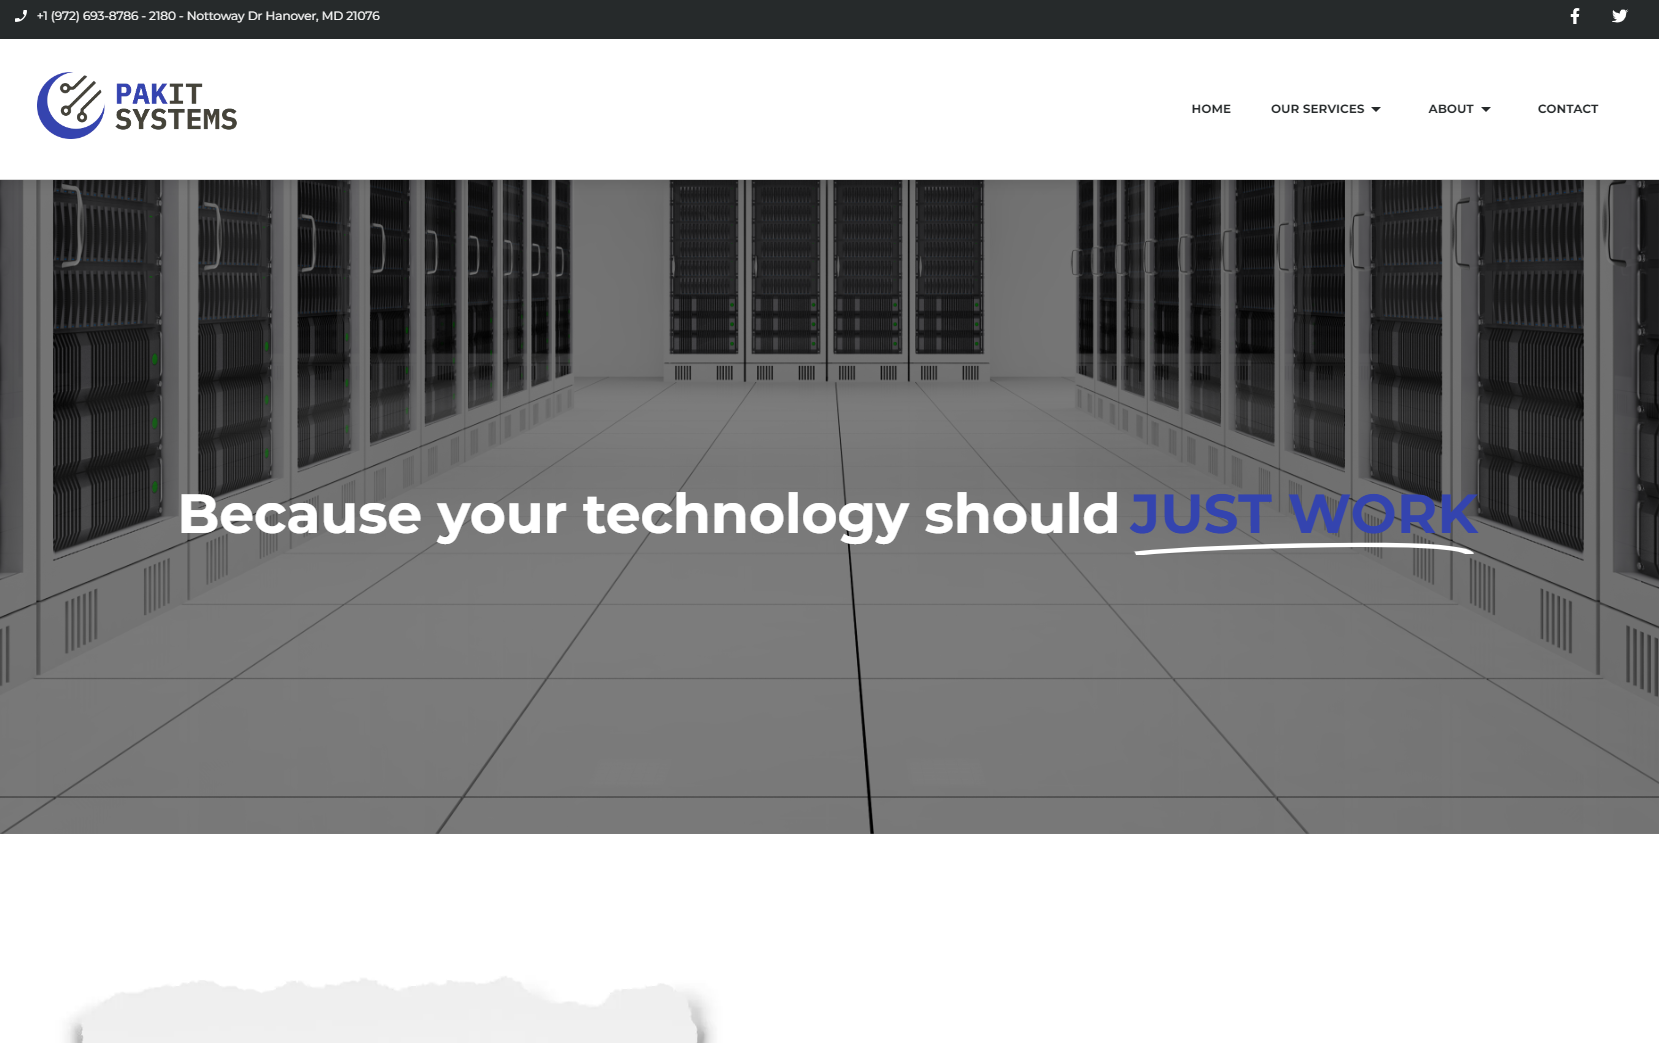 +1 (972) 693-8786 - 2180 - Nottoway Dr Hanover, MD 21076
PAKIT
SYSTEMS
HOME
OUR SERVICES
ABOUT
CONTACT
Because your technology should JUST WORK